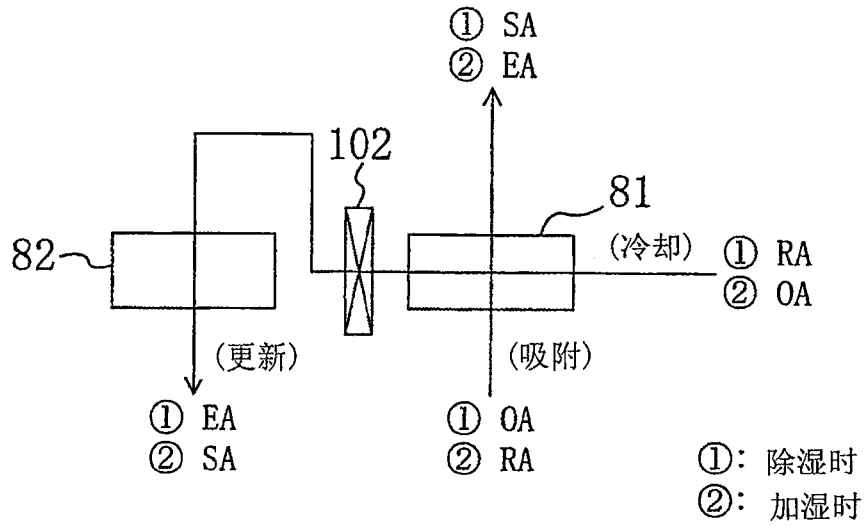 ① SA
② EA
102
81
82
(冷却)
① RA
② OA
(更新)
(吸附)
① EA
② SA
① OA
② RA
①: 除湿时
②: 加湿时